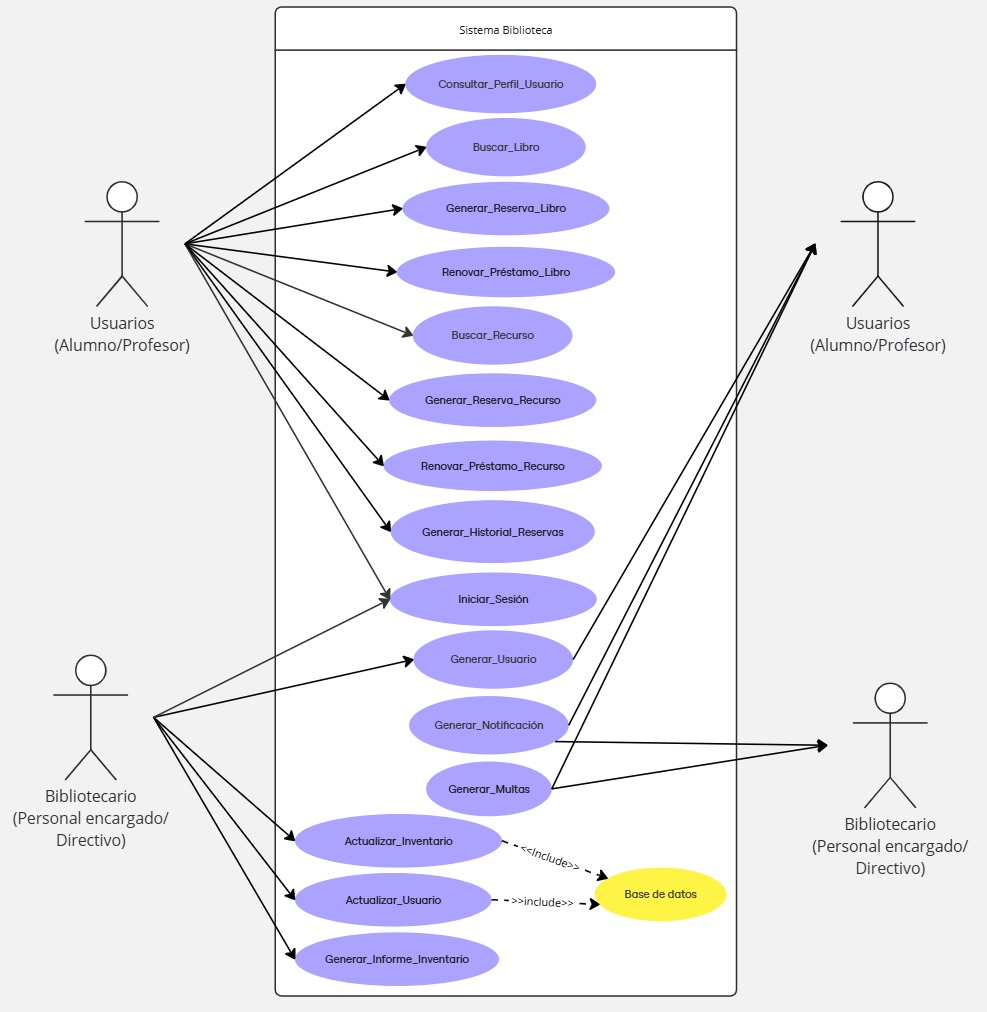 Sistema Biblioteca
Consultar_Perfil_Usuario
Buscar_Libro
Generar_Reserva_Libro
Renovar_Préstamo_Libro
Buscar_Recurso
Generar_Reserva_Recurso
Renovar_Préstamo_Recurso
Generar_Historial_Reservas
Iniciar_Sesión
Generar_Usuario
Generar_Notificación
Generar_Multas
Actualizar_Inventario
<<Include>>
Base de datos
Actualizar_Usuario
>>include>>
Generar_Informe_Inventario
Usuarios
(Alumno/Profesor)
Bibliotecario
(Personal encargado/
Directivo)
Usuarios
(Alumno/Profesor)
Bibliotecario
(Personal encargado/
Directivo)